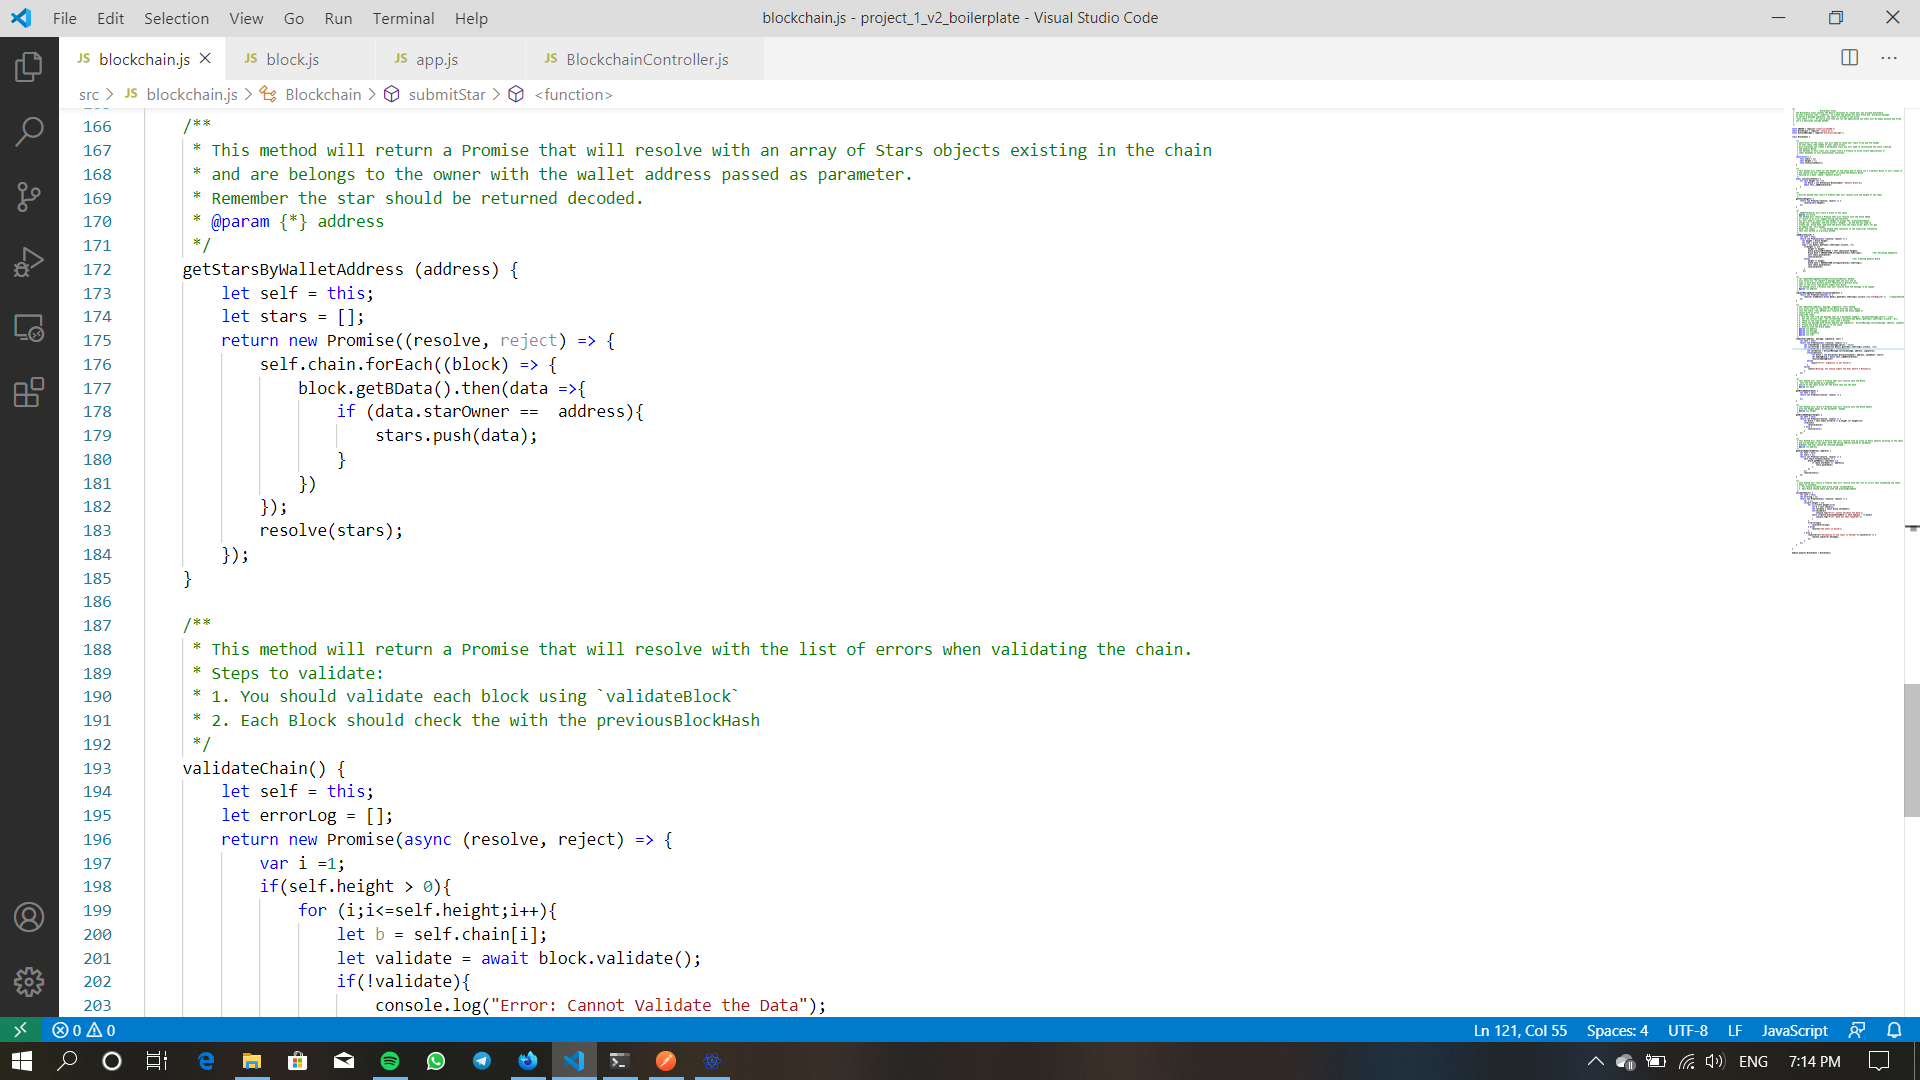 File Edit Selection View Go Run Terminal Help
blockchain.js - project_1_v2_boilerplate - Visual Studio Code
JS blockchain.js JS block.js JS app.js JS BlockchainController.js
src > JS blockchain.js > Blockchain > submitStar > <function>
166 /**
167 * This method will return a Promise that will resolve with an array of Stars objects existing in the chain
168 * and are belongs to the owner with the wallet address passed as parameter.
169 * Remember the star should be returned decoded.
170 * @param {*} address
171 */
172 getStarsByWalletAddress (address) {
173 let self = this;
174 let stars = [];
175 return new Promise((resolve, reject) => {
176 self.chain.forEach((block) => {
177 block.getBData().then(data =>{
178 if (data.starOwner ==  address){
179 stars.push(data);
180 }
181 })
182 });
183 resolve(stars);
184 });
185 }
186
187 /**
188 * This method will return a Promise that will resolve with the list of errors when validating the chain.
189 * Steps to validate:
190 * 1. You should validate each block using `validateBlock`
191 * 2. Each Block should check the with the previousBlockHash
192 */
193 validateChain() {
194 let self = this;
195 let errorLog = [];
196 return new Promise(async (resolve, reject) => {
197 var i =1;
198 if(self.height > 0){
199 for (i;i<=self.height;i++){
200 let b = self.chain[i];
201 let validate = await block.validate();
202 if(!validate){
203 console.log("Error: Cannot Validate the Data");
0 0 Ln 121, Col 55 Spaces: 4 UTF-8 LF JavaScript
ENG 7:14 PM